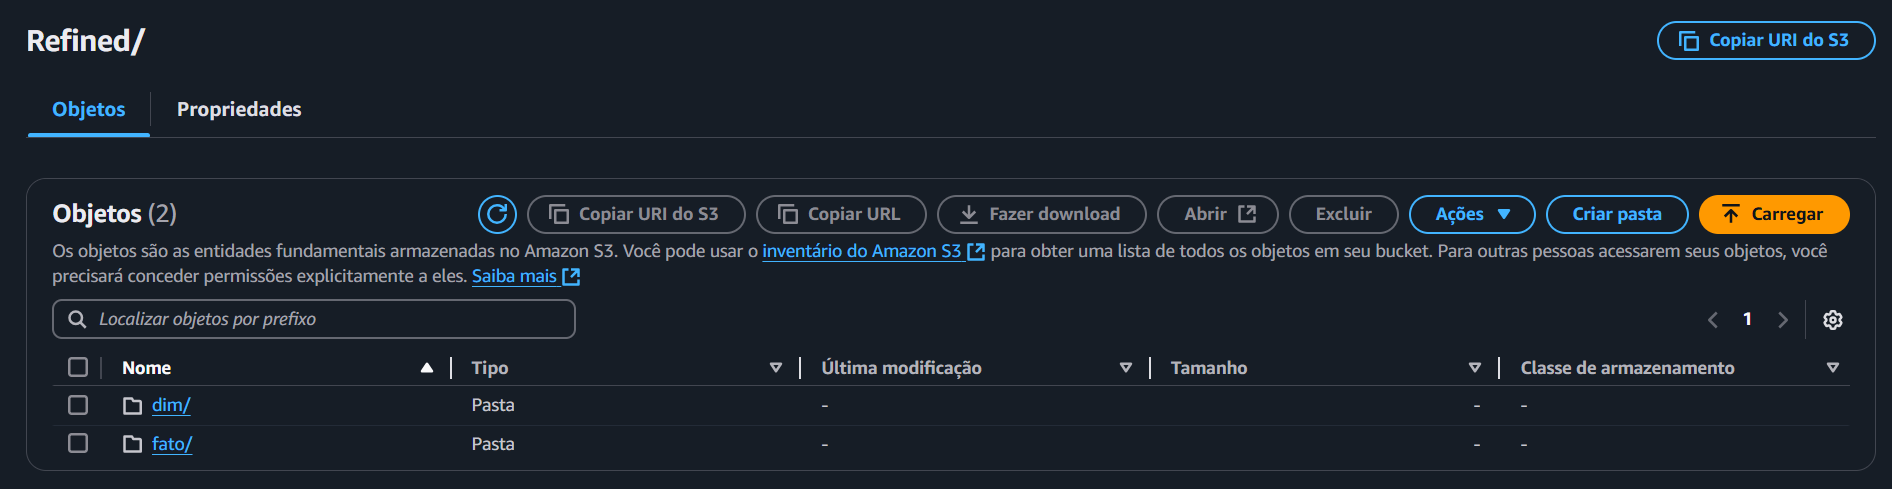 Refined/
Copiar URI do S3
Objetos
Propriedades
Objetos (2)
Copiar URI do S3
Copiar URL
Fazer download
Abrir
Excluir
Ações
Criar pasta
Carregar
Os objetos são as entidades fundamentais armazenadas no Amazon S3. Você pode usar o inventário do Amazon S3 para obter uma lista de todos os objetos em seu bucket. Para outras pessoas acessarem seus objetos, você
precisará conceder permissões explicitamente a eles. Saiba mais
Localizar objetos por prefixo
1
Nome Tipo Última modificação Tamanho Classe de armazenamento
dim/ Pasta - - -
fato/ Pasta - - -